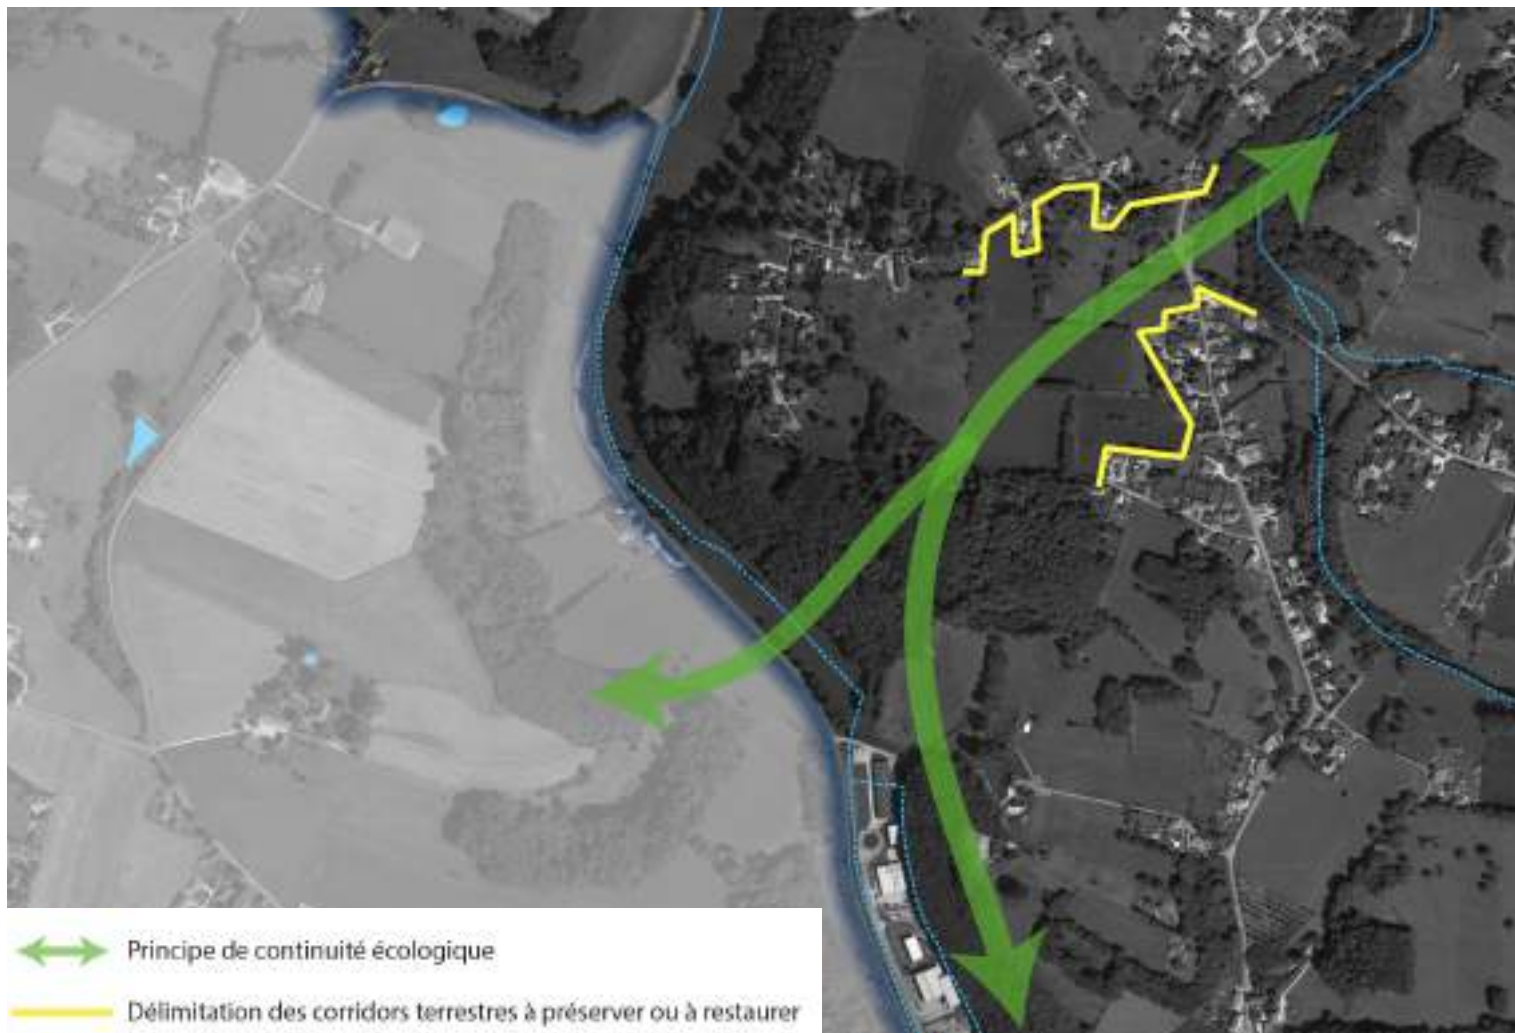 Principe de continuité écologique
Délimitation des corridors terrestres à préserver ou à restaurer